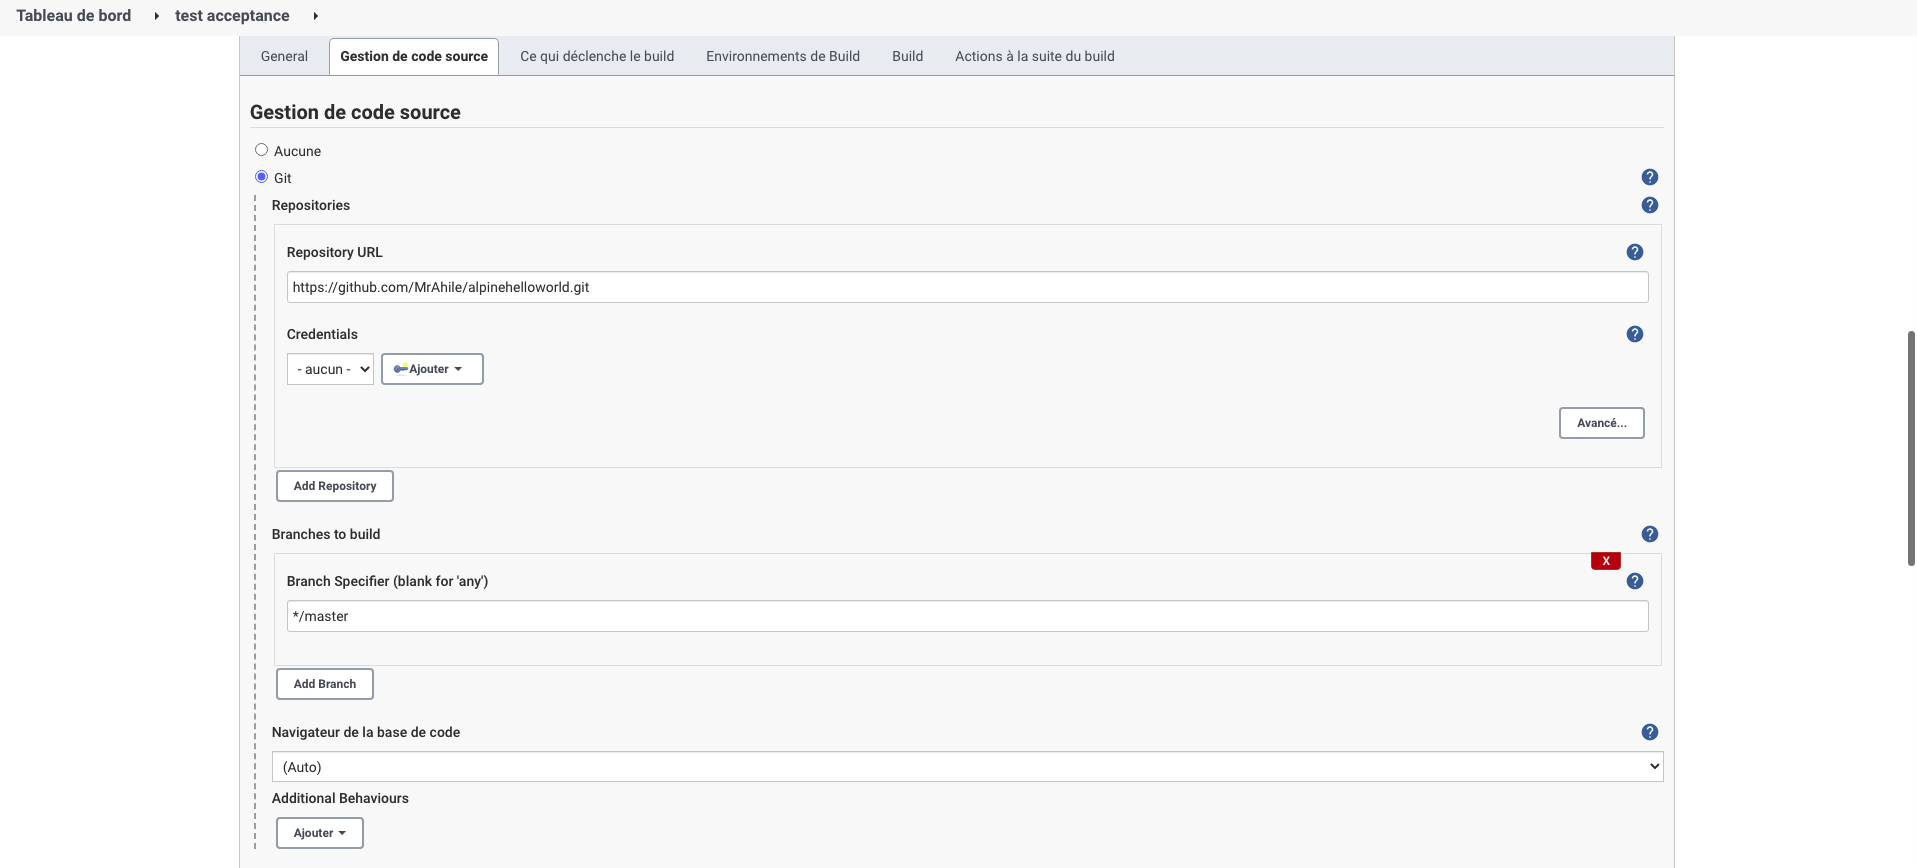 Tableau de bord test acceptance
General Gestion de code source Ce qui déclenche le build Environnements de Build Build Actions à la suite du build
Gestion de code source
Aucune
Git ?
Repositories ?
Repository URL ?
https://github.com/MrAhile/alpinehelloworld.git
Credentials ?
- aucun - Ajouter
Avancé...
Add Repository
Branches to build ?
X
Branch Specifier (blank for 'any') ?
*/master
Add Branch
Navigateur de la base de code ?
(Auto)
Additional Behaviours
Ajouter